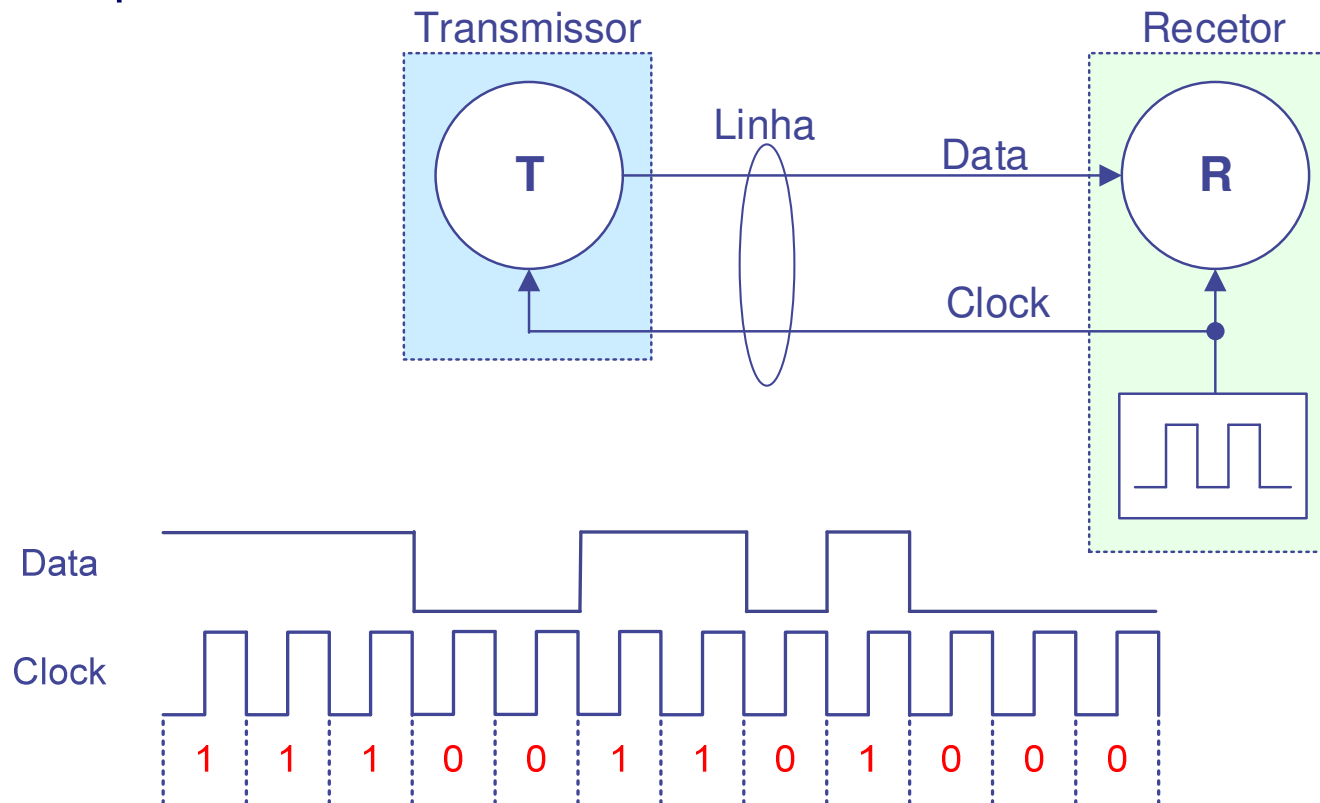 Transmissor
Recetor
Linha
Data
T
R
Clock
Data
Clock
1 1 1 0 0 1 1 0 1 0 0 0